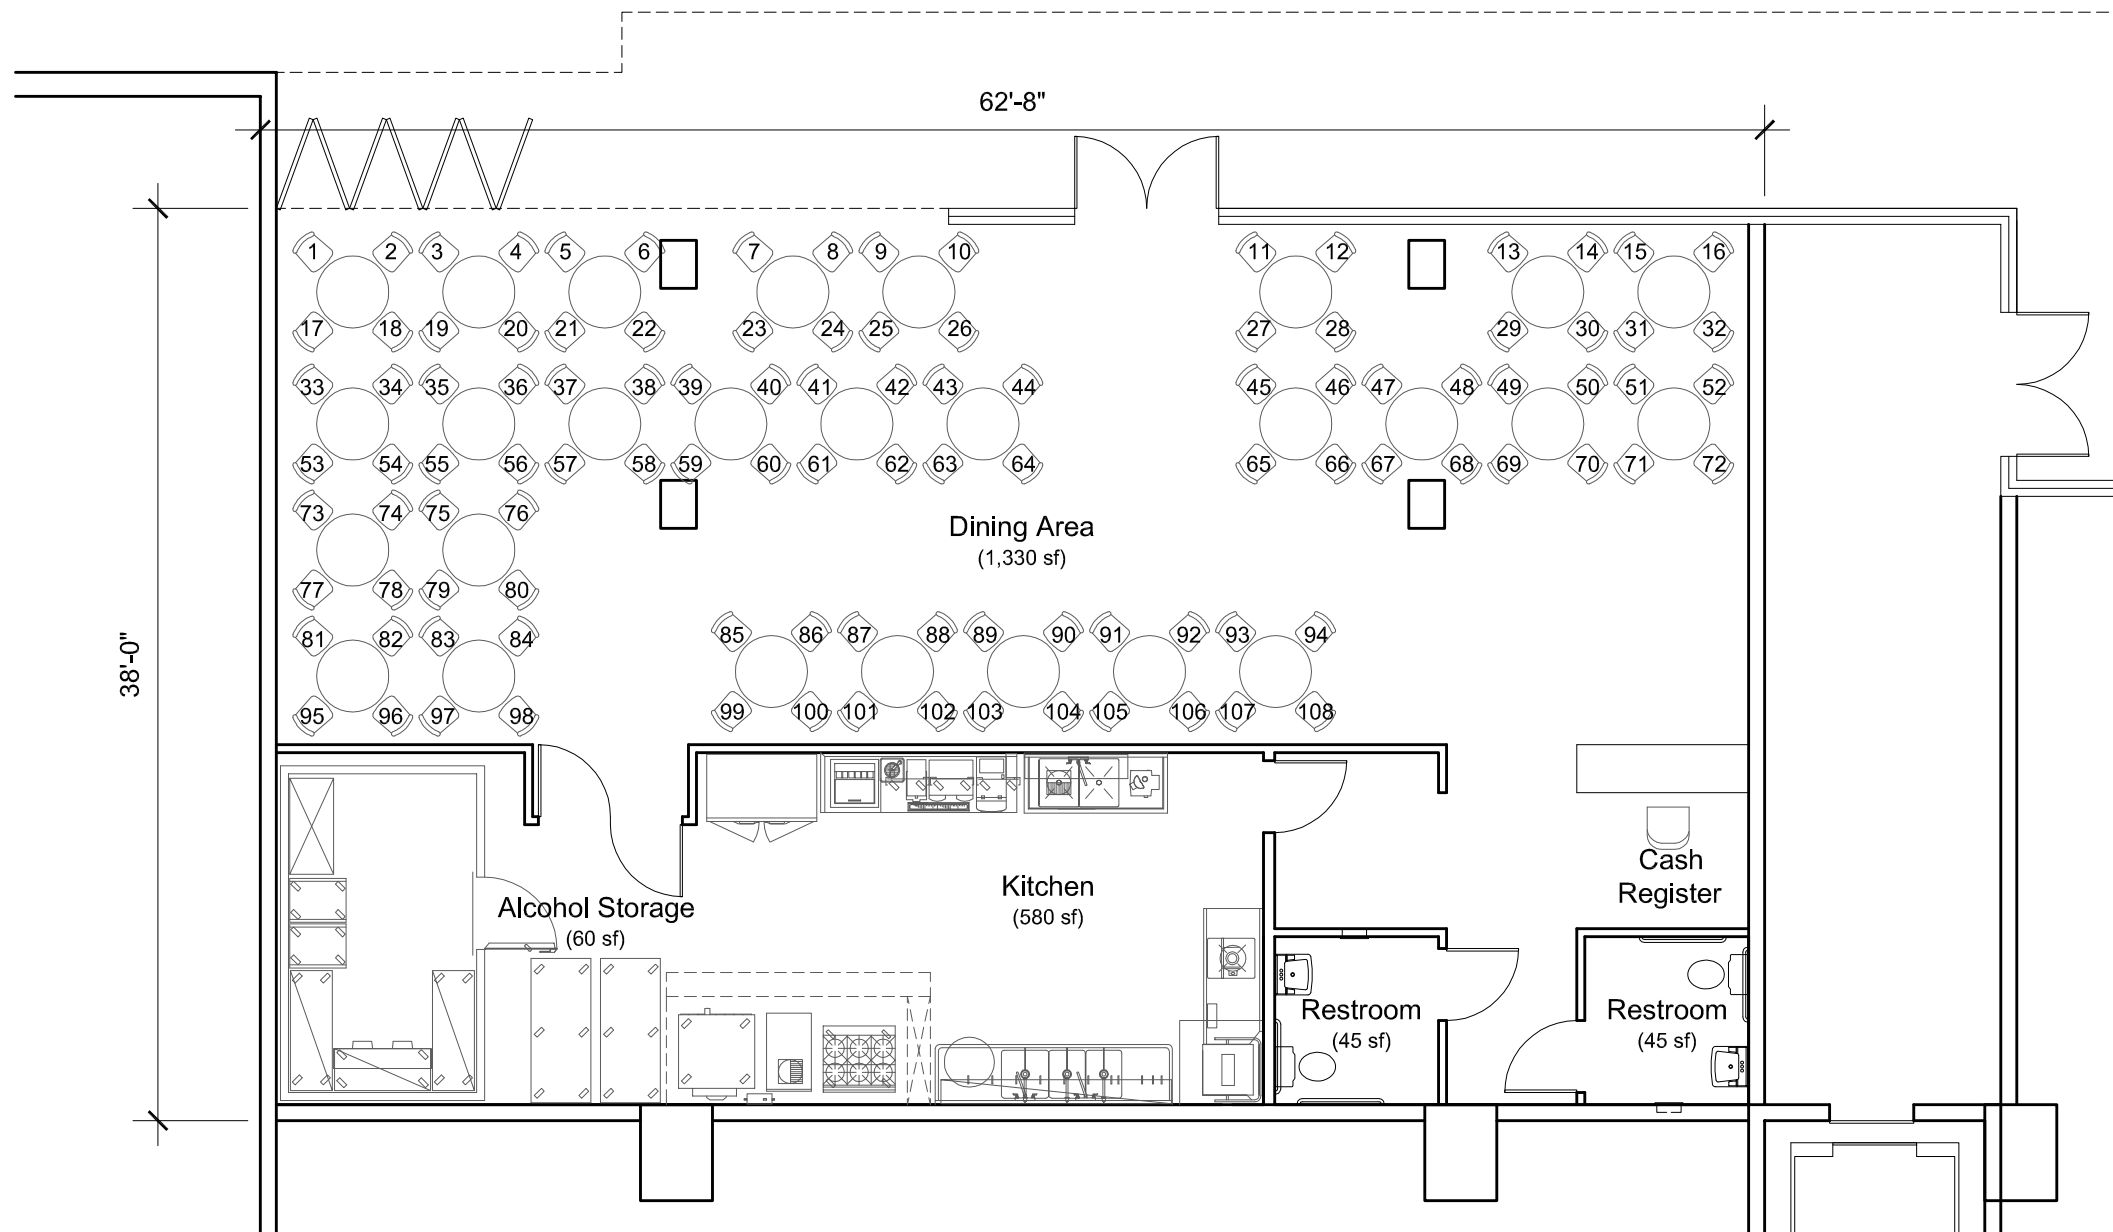 62'-8"
1 2 3 4 5 6 7 8 9 10 11 12 13 14 15 16
17 18 19 20 21 22 23 24 25 26 27 28 29 30 31 32
33 34 35 36 37 38 39 40 41 42 43 44 45 46 47 48 49 50 51 52
53 54 55 56 57 58 59 60 61 62 63 64 65 66 67 68 69 70 71 72
73 74 75 76
Dining Area
(1,330 sf)
77 78 79 80
38'-0"
81 82 83 84 85 86 87 88 89 90 91 92 93 94
95 96 97 98 99 100 101 102 103 104 105 106 107 108
Cash
Register
Kitchen
(580 sf)
Alcohol Storage
(60 sf)
Restroom
(45 sf)
Restroom
(45 sf)